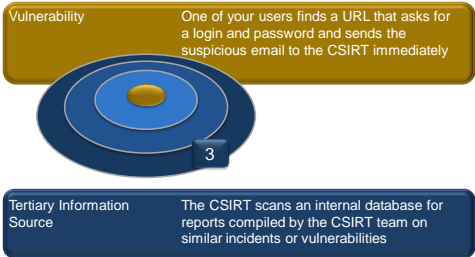 Vulnerability
One of your users finds a URL that asks for
a login and password and sends the
suspicious email to the CSIRT immediately
3
Tertiary Information
Source
The CSIRT scans an internal database for
reports compiled by the CSIRT team on
similar incidents or vulnerabilities